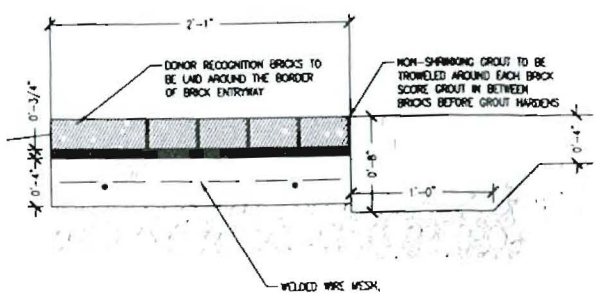 2'-1"
DONOR RECOGNITION BRICKS TO
BE LAID AROUND THE BORDER
OF BRICK ENTRYWAY
NON-SHRINKING GROUT TO BE
TROWELED AROUND EACH BRICK
SCORE GROUT IN BETWEEN
BRICKS BEFORE GROUT HARDENS
0'-3/4"
0'-4"
0'-8"
0'-4"
1'-0"
WELDED WIRE MESH,